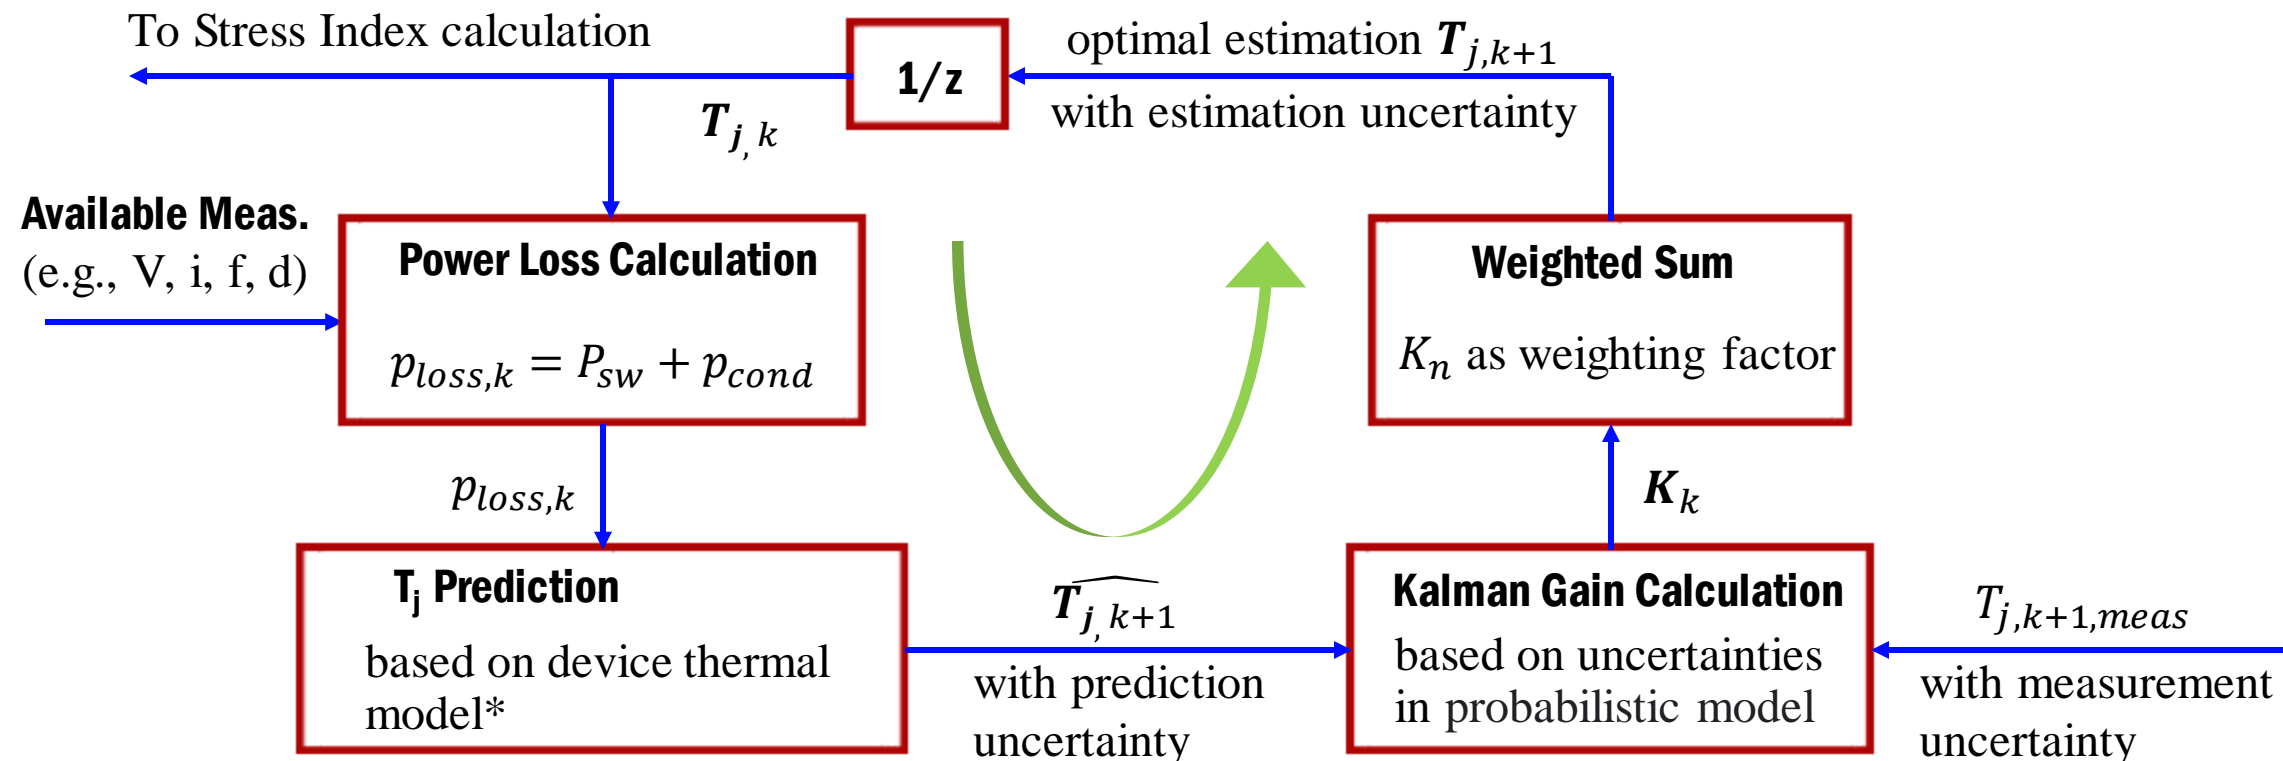 To Stress Index calculation
1/z
optimal estimation T_{j,k+1}
with estimation uncertainty
T_{j, k}
Available Meas.
(e.g., V, i, f, d)
Power Loss Calculation
p_{loss,k} = P_{sw} + p_{cond}
Weighted Sum
K_n as weighting factor
p_{loss,k}
K_k
T_j Prediction
based on device thermal
model*
\widehat{T_{j, k+1}}
with prediction
uncertainty
Kalman Gain Calculation
based on uncertainties
in probabilistic model
T_{j,k+1,meas}
with measurement
uncertainty